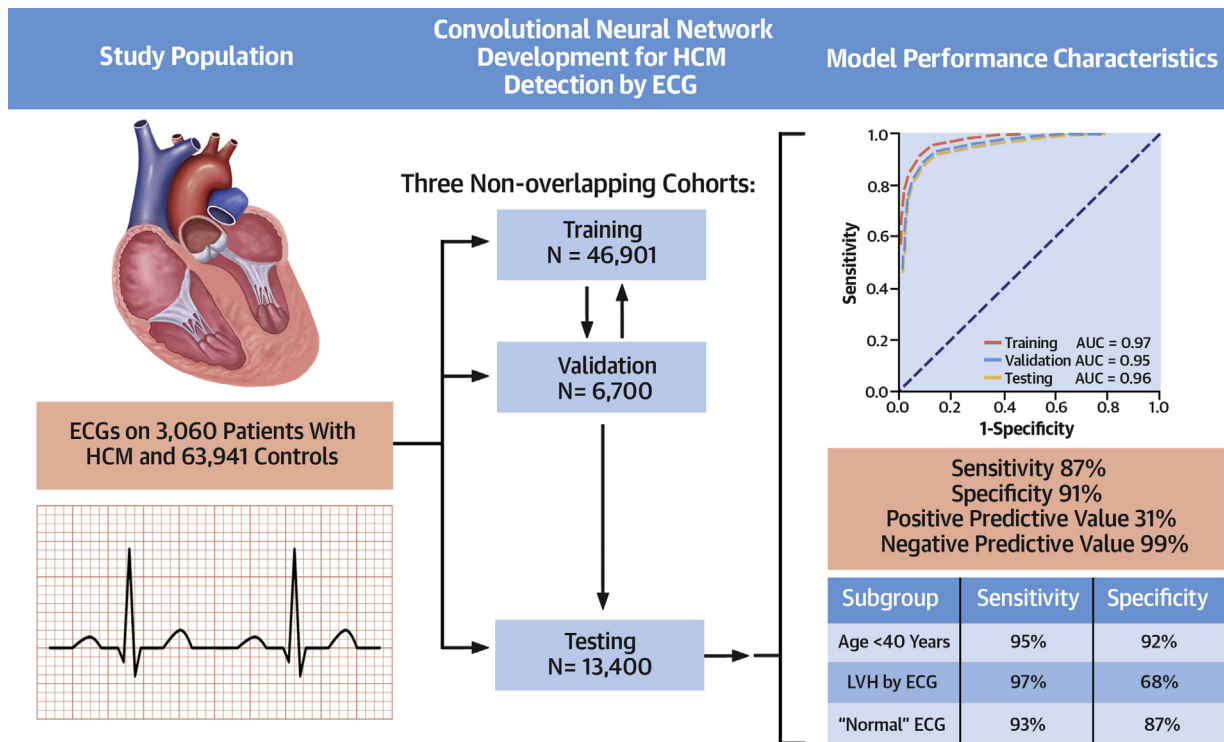 Study Population
Convolutional Neural Network
Development for HCM
Detection by ECG
Model Performance Characteristics
ECGs on 3,060 Patients With
HCM and 63,941 Controls
Three Non-overlapping Cohorts:
Training
N = 46,901
Validation
N= 6,700
Testing
N= 13,400
Sensitivity
1.0
0.8
0.6
0.4
0.2
0.0
Training AUC = 0.97
Validation AUC = 0.95
Testing AUC = 0.96
0.0 0.2 0.4 0.6 0.8 1.0
1-Specificity
Sensitivity 87%
Specificity 91%
Positive Predictive Value 31%
Negative Predictive Value 99%
Subgroup Sensitivity Specificity
Age <40 Years 95% 92%
LVH by ECG 97% 68%
"Normal" ECG 93% 87%